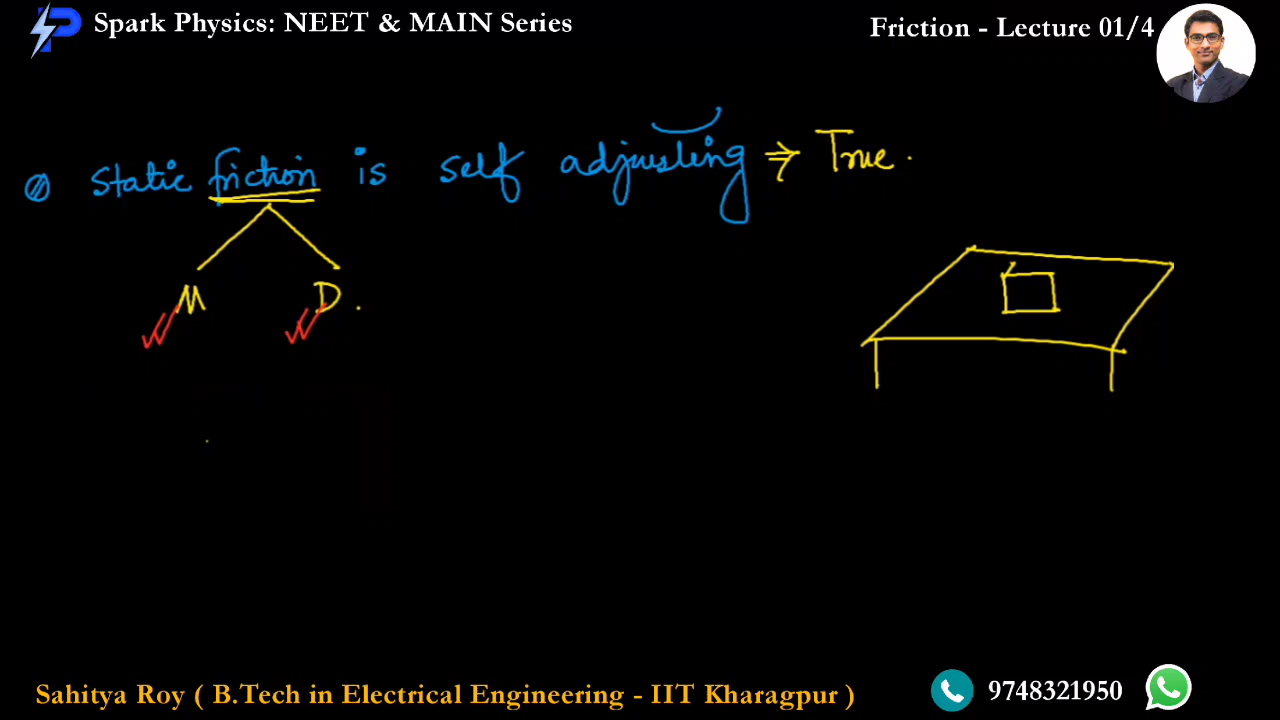 Spark Physics: NEET & MAIN Series
Friction - Lecture 01/4
Static friction is self adjusting ⇒ True.
M D.
Sahitya Roy ( B.Tech in Electrical Engineering - IIT Kharagpur )
9748321950